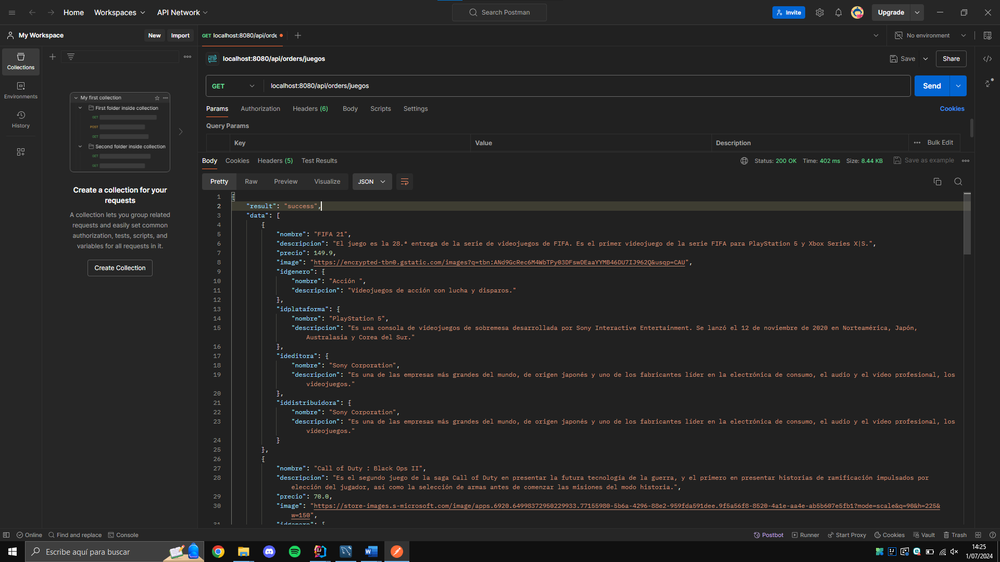 Home
Workspaces
API Network
Search Postman
Invite
Upgrade
My Workspace
New
Import
GET localhost:8080/api/orde
No environment
Collections
Environments
History
My first collection
First folder inside collection
GET
POST
GET
Second folder inside collection
GET
GET
Create a collection for your
requests
A collection lets you group related
requests and easily set common
authorization, tests, scripts, and
variables for all requests in it.
Create Collection
HTTP localhost:8080/api/orders/juegos
Save
Share
GET
localhost:8080/api/orders/juegos
Send
Params
Authorization
Headers (6)
Body
Scripts
Settings
Cookies
Query Params
Key
Value
Description
Bulk Edit
Body
Cookies
Headers (5)
Test Results
Status: 200 OK
Time: 402 ms
Size: 8.44 KB
Save as example
Pretty
Raw
Preview
Visualize
JSON
1 {
2 "result": "success",
3 "data": [
4 {
5 "nombre": "FIFA 21",
6 "descripcion": "El juego es la 28.ª entrega de la serie de videojuegos de FIFA. Es el primer videojuego de la serie FIFA para PlayStation 5 y Xbox Series X|S.",
7 "precio": 149.9,
8 "image": "https://encrypted-tbn0.gstatic.com/images?q=tbn:ANd9GcRec6M4WbTPy03DFswDEaaYYMB46DU7IJ962Q&usqp=CAU",
9 "idgenero": {
10 "nombre": "Acción ",
11 "descripcion": "Videojuegos de acción con lucha y disparos."
12 },
13 "idplataforma": {
14 "nombre": "PlayStation 5",
15 "descripcion": "Es una consola de videojuegos de sobremesa desarrollada por Sony Interactive Entertainment. Se lanzó el 12 de noviembre de 2020 en Norteamérica, Japón,
Australasia y Corea del Sur."
16 },
17 "ideditora": {
18 "nombre": "Sony Corporation",
19 "descripcion": "Es una de las empresas más grandes del mundo, de origen japonés y uno de los fabricantes líder en la electrónica de consumo, el audio y el vídeo profesional, los
videojuegos."
20 },
21 "iddistribuidora": {
22 "nombre": "Sony Corporation",
23 "descripcion": "Es una de las empresas más grandes del mundo, de origen japonés y uno de los fabricantes líder en la electrónica de consumo, el audio y el vídeo profesional, los
videojuegos."
24 }
25 },
26 {
27 "nombre": "Call of Duty : Black Ops II",
28 "descripcion": "Es el segundo juego de la saga Call of Duty en presentar la futura tecnología de la guerra, y el primero en presentar historias de ramificación impulsados por
elección del jugador, así como la selección de armas antes de comenzar las misiones del modo historia.",
29 "precio": 70.0,
30 "image": "https://store-images.s-microsoft.com/image/apps.6920.64998372950229933.77155980-5b6a-4296-88e2-959fda591dee.9f5a56f8-8520-4a1e-aa4e-ab5b607e5fb1?mode=scale&q=90&h=225&
w=150",
31 "idgenero": {
Online
Find and replace
Console
Postbot
Runner
Start Proxy
Cookies
Vault
Trash
Escribe aquí para buscar
14:25
1/07/2024